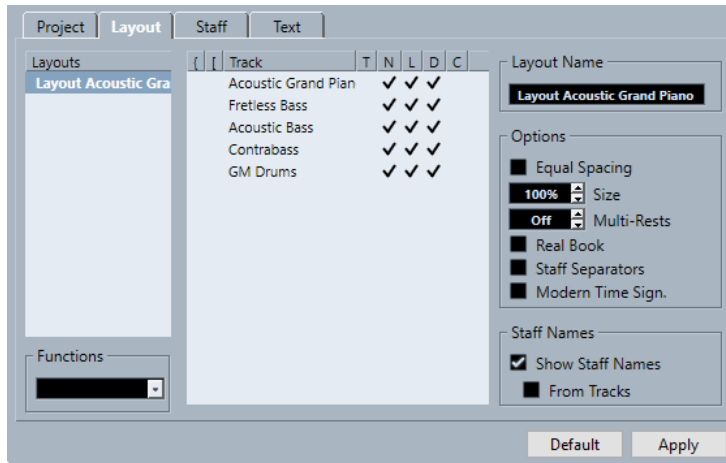 Project Layout Staff Text
Layouts
Layout Acoustic Gra
{ [ Track T N L D C
Acoustic Grand Pian
Fretless Bass
Acoustic Bass
Contrabass
GM Drums
Functions
Layout Name
Layout Acoustic Grand Piano
Options
Equal Spacing
100% Size
Off Multi-Rests
Real Book
Staff Separators
Modern Time Sign.
Staff Names
Show Staff Names
From Tracks
Default Apply